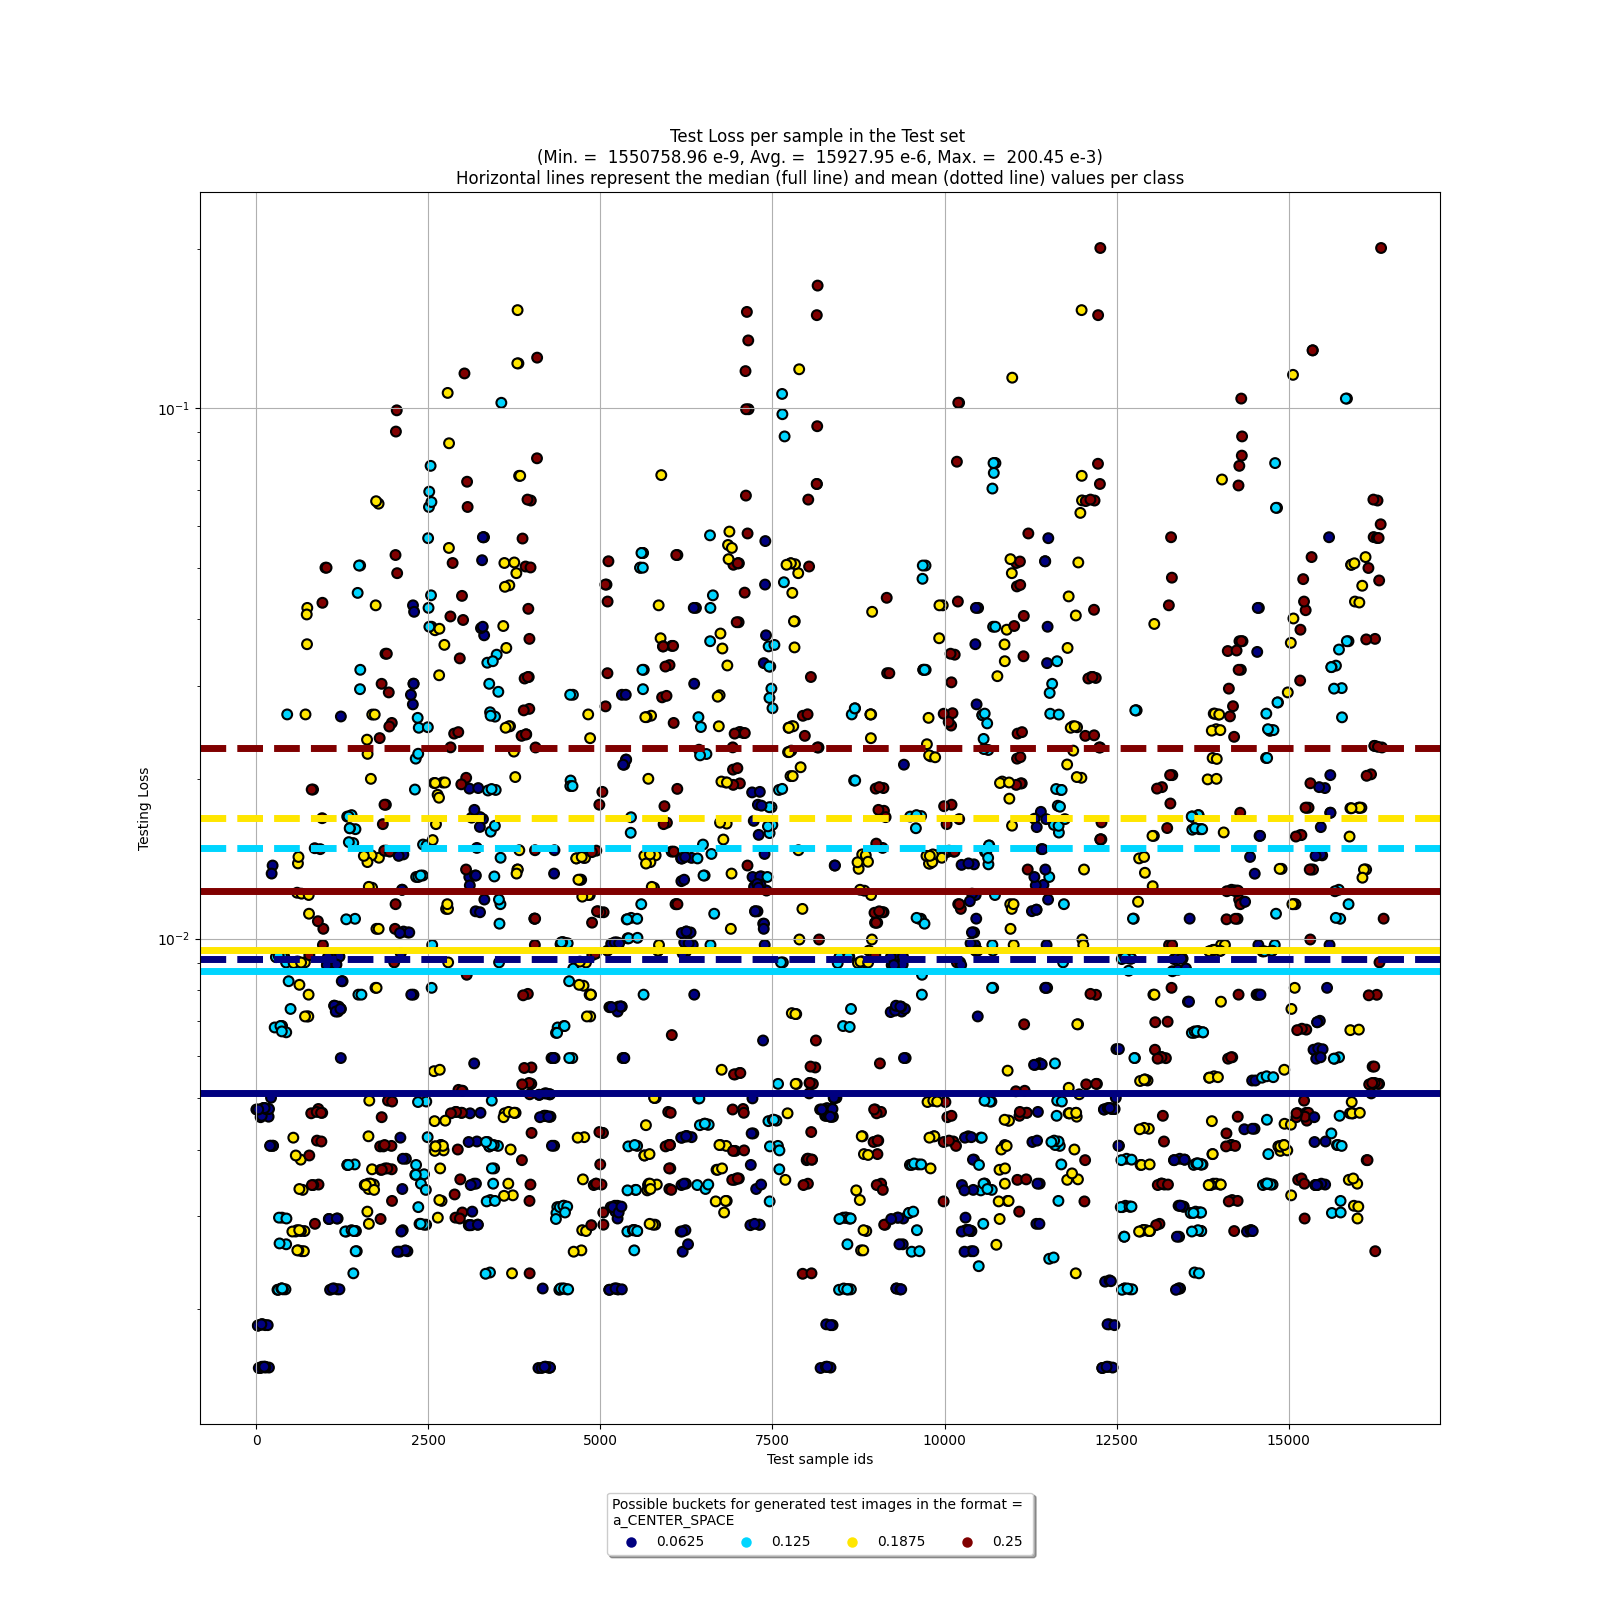 Test Loss per sample in the Test set
(Min. = 1550758.96 e-9, Avg. = 15927.95 e-6, Max. = 200.45 e-3)
Horizontal lines represent the median (full line) and mean (dotted line) values per class
10⁻¹
10⁻²
Testing Loss
0 2500 5000 7500 10000 12500 15000
Test sample ids
Possible buckets for generated test images in the format =
a_CENTER_SPACE
0.0625 0.125 0.1875 0.25